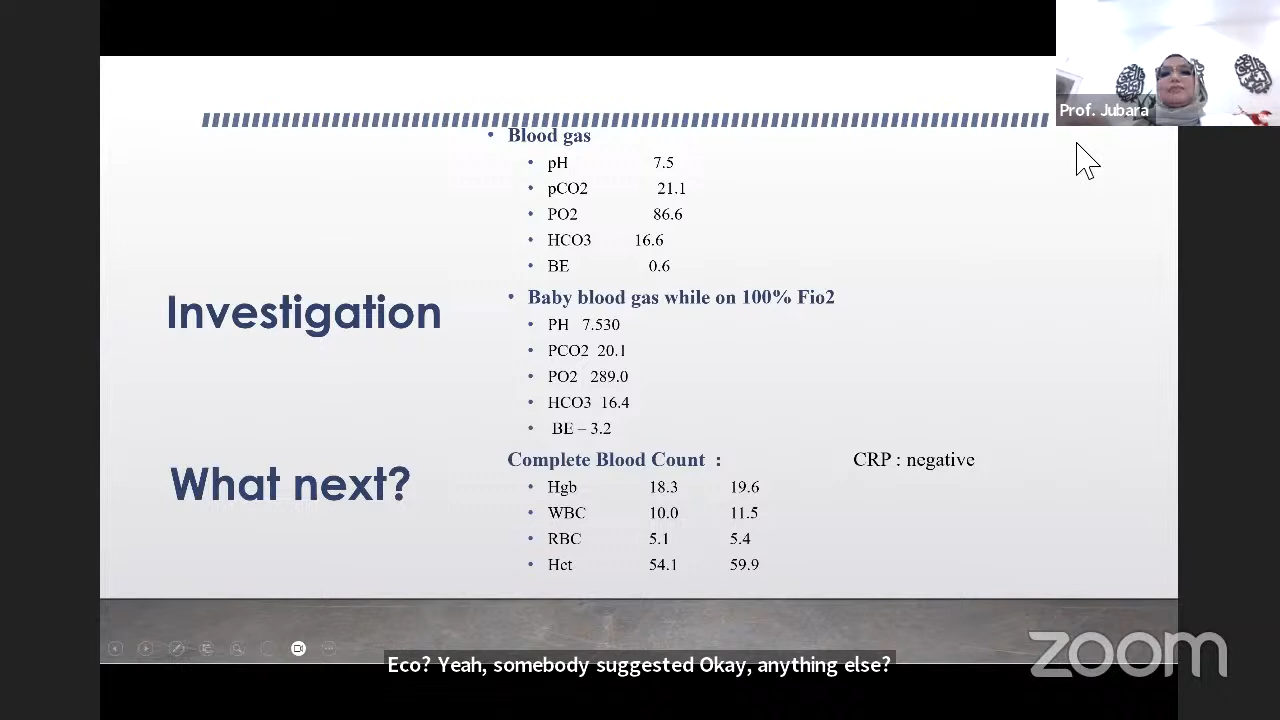 Prof. Jubara
Blood gas
pH 7.5
pCO2 21.1
PO2 86.6
HCO3 16.6
BE 0.6
Investigation
Baby blood gas while on 100% Fio2
PH 7.530
PCO2 20.1
PO2 289.0
HCO3 16.4
BE – 3.2
What next?
Complete Blood Count :
CRP : negative
Hgb 18.3 19.6
WBC 10.0 11.5
RBC 5.1 5.4
Hct 54.1 59.9
zoom
Eco? Yeah, somebody suggested Okay, anything else?